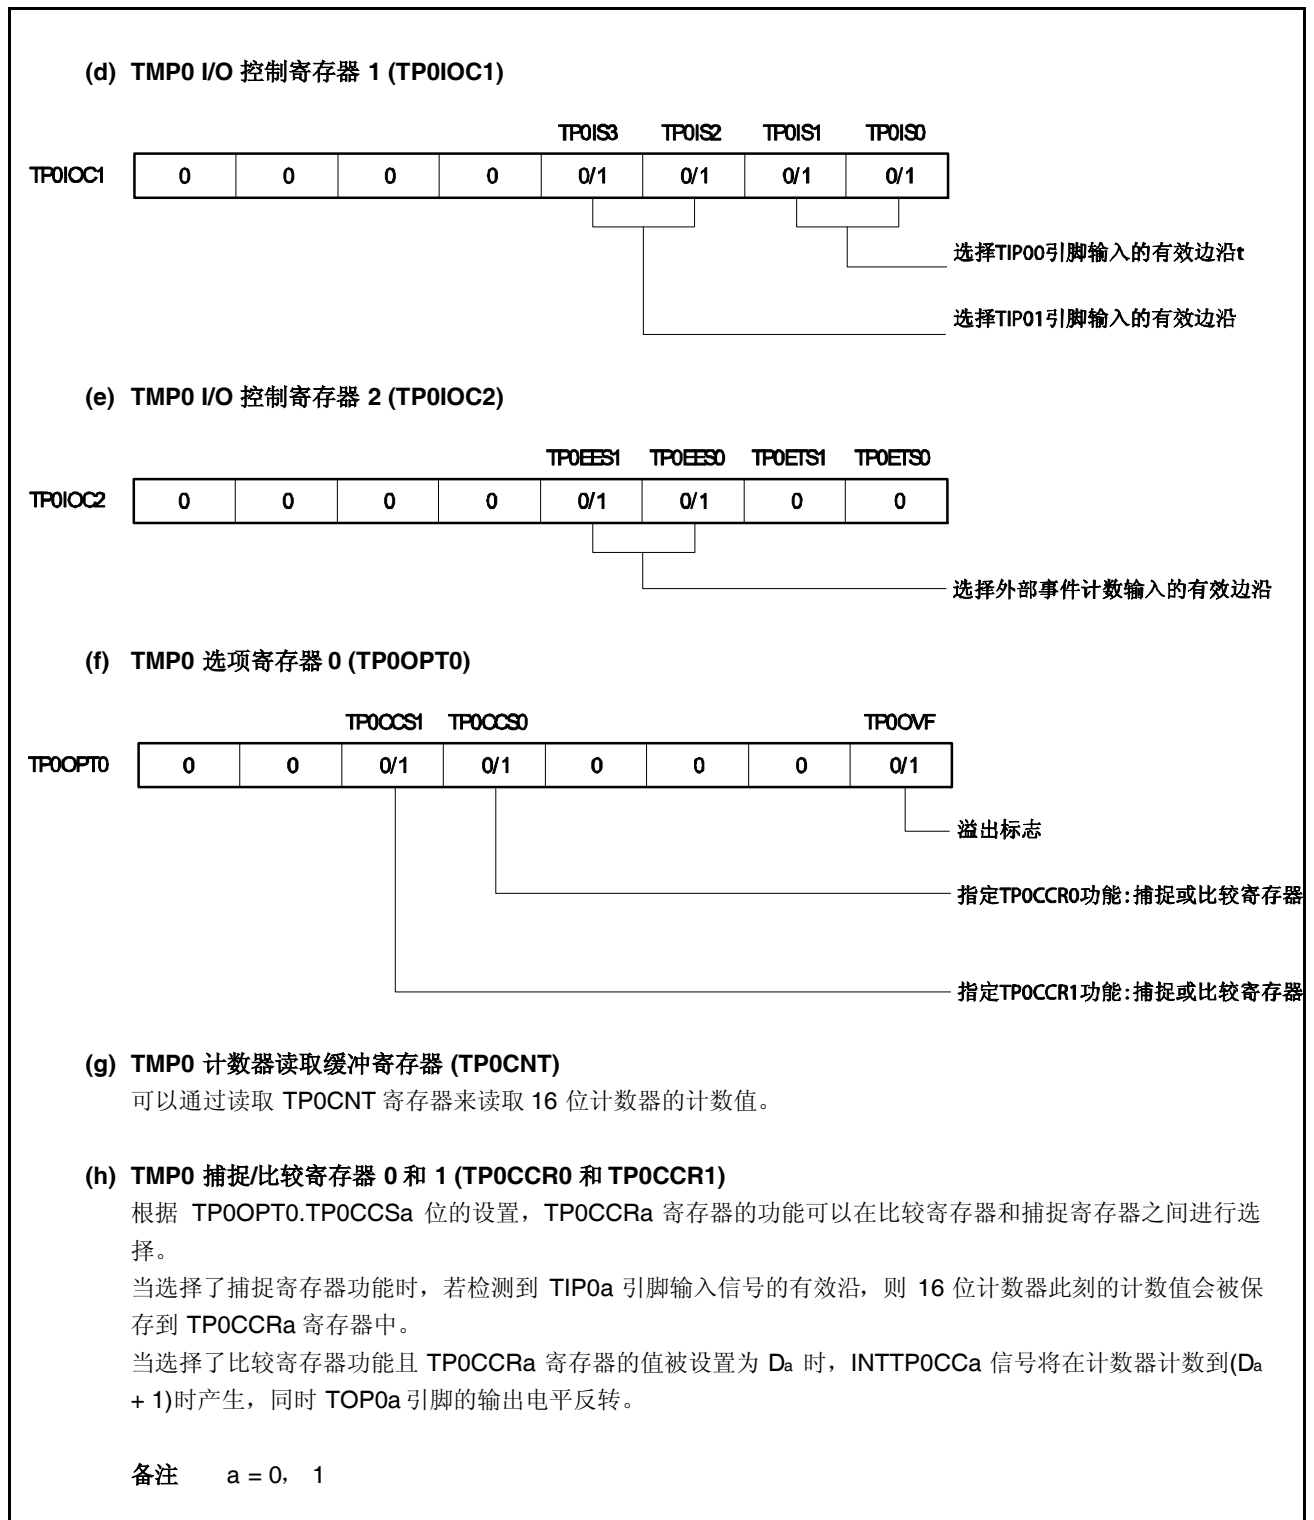 (d) TMP0 I/O 控制寄存器 1 (TP0IOC1)
TP0IS3 TP0IS2 TP0IS1 TP0IS0
TP0IOC1 0 0 0 0 0/1 0/1 0/1 0/1
选择TIP00引脚输入的有效边沿t
选择TIP01引脚输入的有效边沿
(e) TMP0 I/O 控制寄存器 2 (TP0IOC2)
TP0EES1 TP0EES0 TP0ETS1 TP0ETS0
TP0IOC2 0 0 0 0 0/1 0/1 0 0
选择外部事件计数输入的有效边沿
(f) TMP0 选项寄存器 0 (TP0OPT0)
TP0CCS1 TP0CCS0 TP0OVF
TP0OPT0 0 0 0/1 0/1 0 0 0 0/1
溢出标志
指定TP0CCR0功能:捕捉或比较寄存器
指定TP0CCR1功能:捕捉或比较寄存器
(g) TMP0 计数器读取缓冲寄存器 (TP0CNT)
可以通过读取 TP0CNT 寄存器来读取 16 位计数器的计数值。
(h) TMP0 捕捉/比较寄存器 0 和 1 (TP0CCR0 和 TP0CCR1)
根据 TP0OPT0.TP0CCSa 位的设置，TP0CCRa 寄存器的功能可以在比较寄存器和捕捉寄存器之间进行选
择。
当选择了捕捉寄存器功能时，若检测到 TIP0a 引脚输入信号的有效沿，则 16 位计数器此刻的计数值会被保
存到 TP0CCRa 寄存器中。
当选择了比较寄存器功能且 TP0CCRa 寄存器的值被设置为 Da 时，INTTP0CCa 信号将在计数器计数到(Da
+ 1)时产生，同时 TOP0a 引脚的输出电平反转。
备注 a = 0， 1